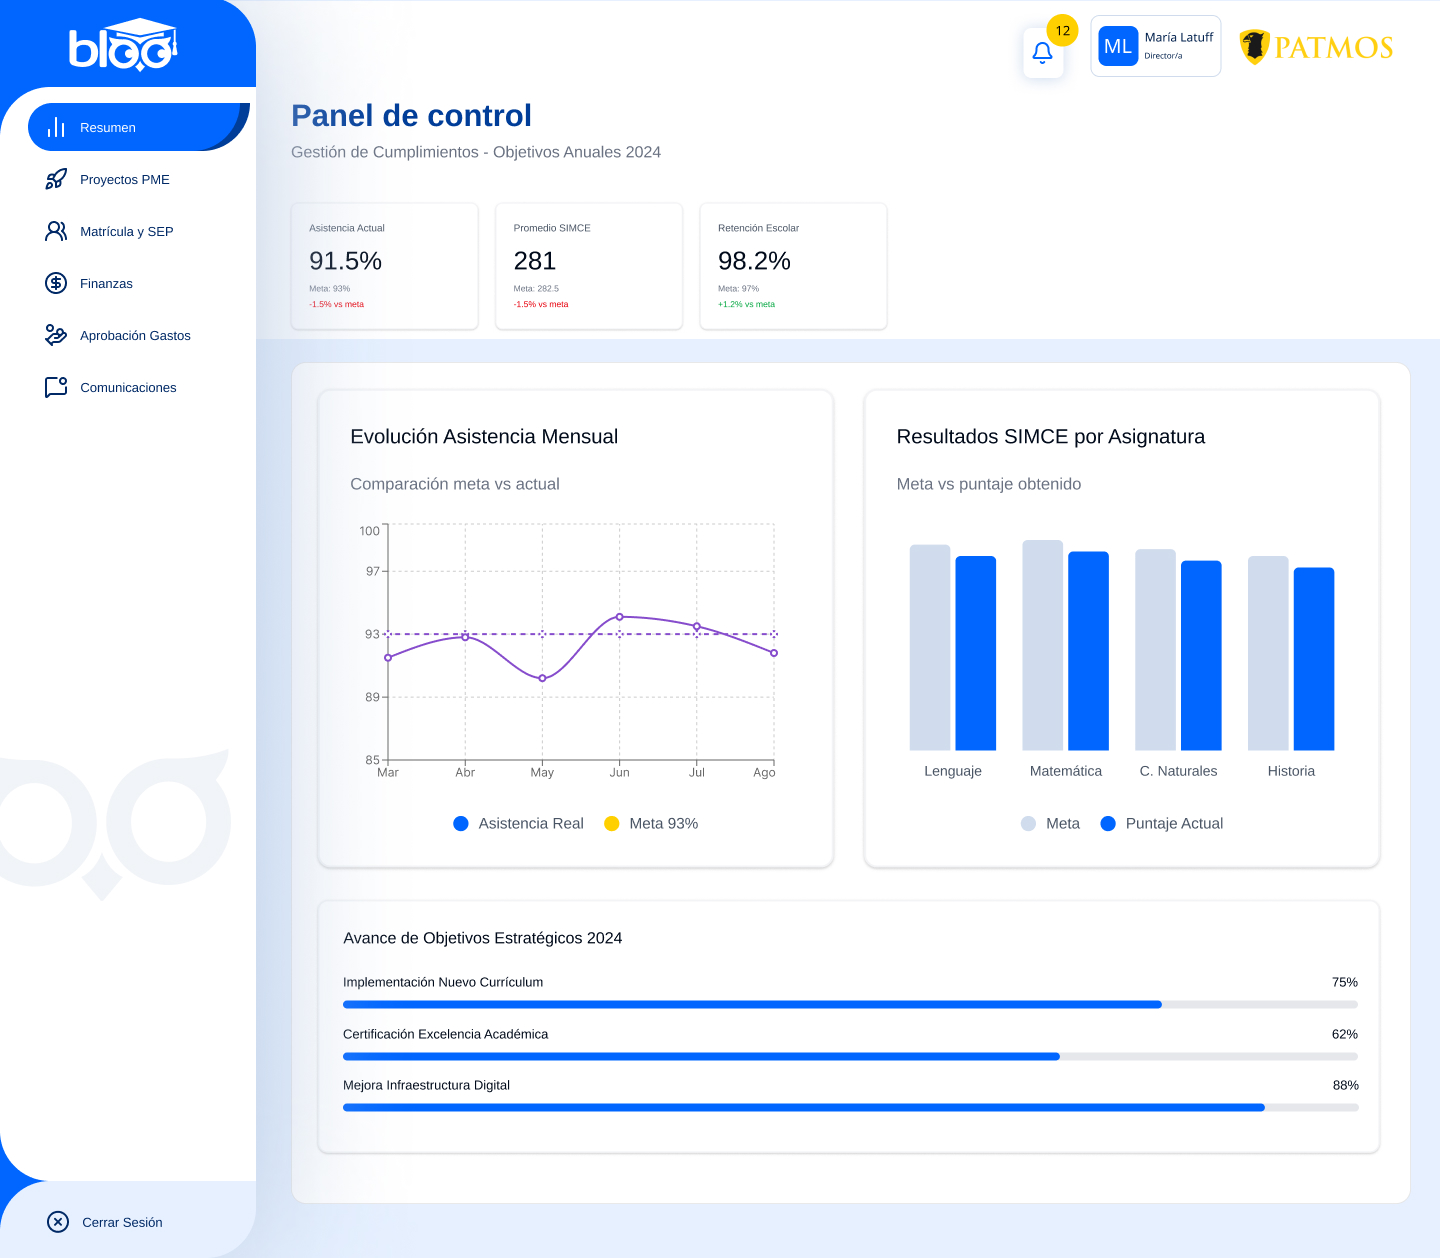 bloo
Resumen
Proyectos PME
Matrícula y SEP
Finanzas
Aprobación Gastos
Comunicaciones
Cerrar Sesión
12
ML
María Latuff
Director/a
PATMOS
Panel de control
Gestión de Cumplimientos - Objetivos Anuales 2024
Asistencia Actual
91.5%
Meta: 93%
-1.5% vs meta
Promedio SIMCE
281
Meta: 282.5
-1.5% vs meta
Retención Escolar
98.2%
Meta: 97%
+1.2% vs meta
Evolución Asistencia Mensual
Comparación meta vs actual
100
97
93
89
85
Mar Abr May Jun Jul Ago
Asistencia Real Meta 93%
Resultados SIMCE por Asignatura
Meta vs puntaje obtenido
Lenguaje Matemática C. Naturales Historia
Meta Puntaje Actual
Avance de Objetivos Estratégicos 2024
Implementación Nuevo Currículum 75%
Certificación Excelencia Académica 62%
Mejora Infraestructura Digital 88%